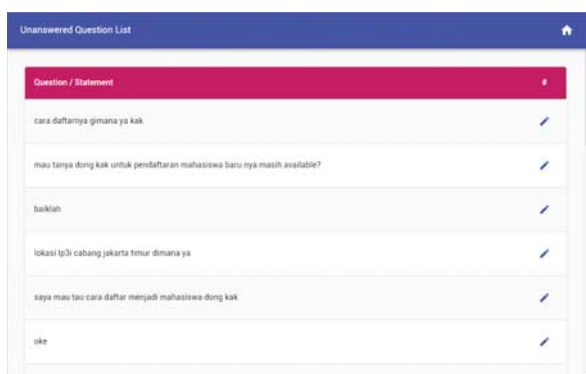 Unanswered Question List
Question / Statement #
cara daftarnya gimana ya kak
mau tanya dong kak untuk pendaftaran mahasiswa baru nya masih available?
baiklah
lokasi lp3i cabang jakarta timur dimana ya
saya mau tau cara daftar menjadi mahasiswa dong kak
oke